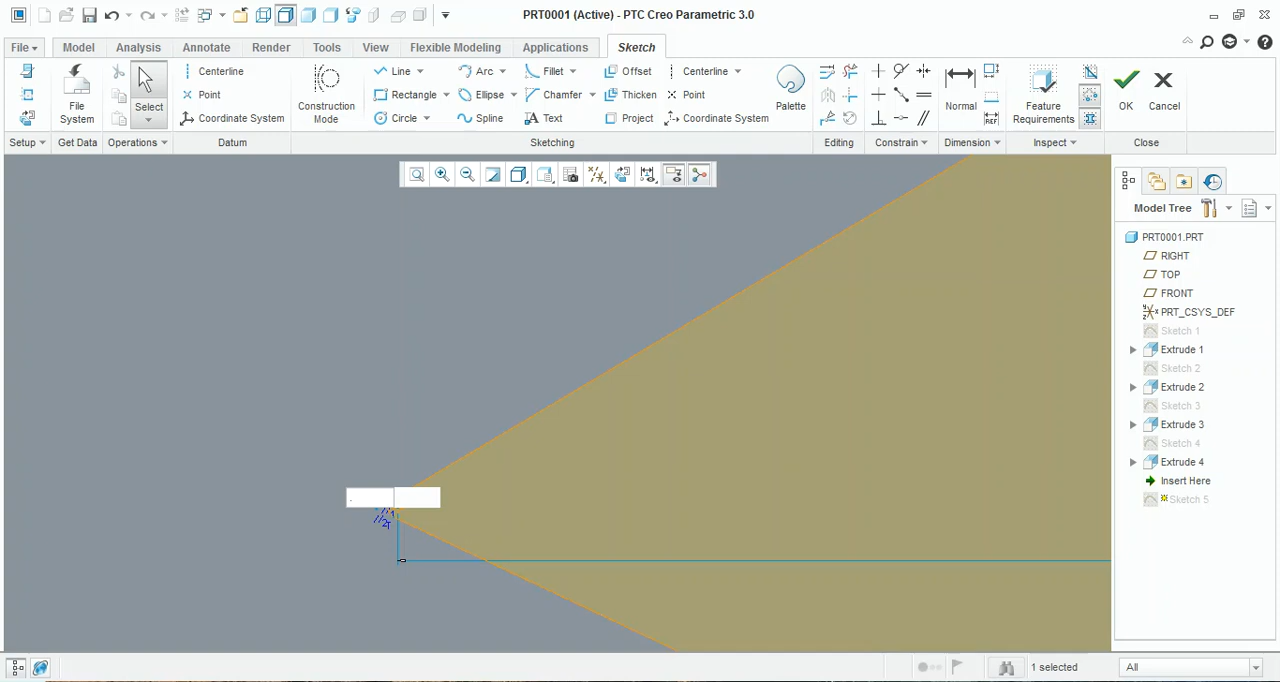 PRT0001 (Active) - PTC Creo Parametric 3.0
File Model Analysis Annotate Render Tools View Flexible Modeling Applications Sketch
File System
Select
Centerline
Point
Coordinate System
Construction Mode
Line Arc Fillet Offset Centerline
Rectangle Ellipse Chamfer Thicken Point
Circle Spline Text Project Coordinate System
Palette
Normal
REF
Feature Requirements
OK
Cancel
Setup Get Data Operations Datum Sketching Editing Constrain Dimension Inspect Close
Model Tree
PRT0001.PRT
RIGHT
TOP
FRONT
PRT_CSYS_DEF
Sketch 1
Extrude 1
Sketch 2
Extrude 2
Sketch 3
Extrude 3
Sketch 4
Extrude 4
Insert Here
Sketch 5
1 selected
All